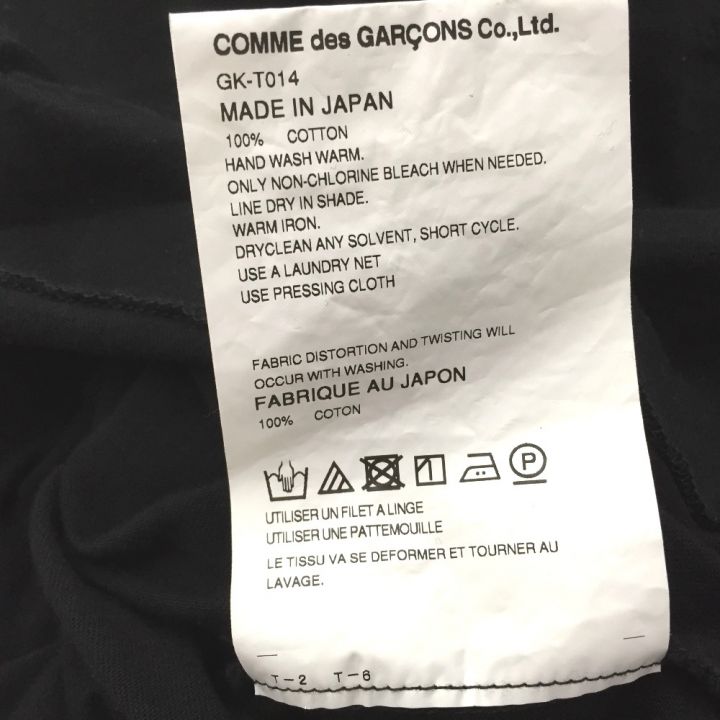 COMME des GARÇONS Co.,Ltd.
GK-T014
MADE IN JAPAN
100% COTTON
HAND WASH WARM.
ONLY NON-CHLORINE BLEACH WHEN NEEDED.
LINE DRY IN SHADE.
WARM IRON.
DRYCLEAN ANY SOLVENT, SHORT CYCLE.
USE A LAUNDRY NET
USE PRESSING CLOTH
FABRIC DISTORTION AND TWISTING WILL
OCCUR WITH WASHING.
FABRIQUE AU JAPON
100% COTON
P
UTILISER UN FILET A LINGE
UTILISER UNE PATTEMOUILLE
LE TISSU VA SE DEFORMER ET TOURNER AU
LAVAGE.
T-2 T-6